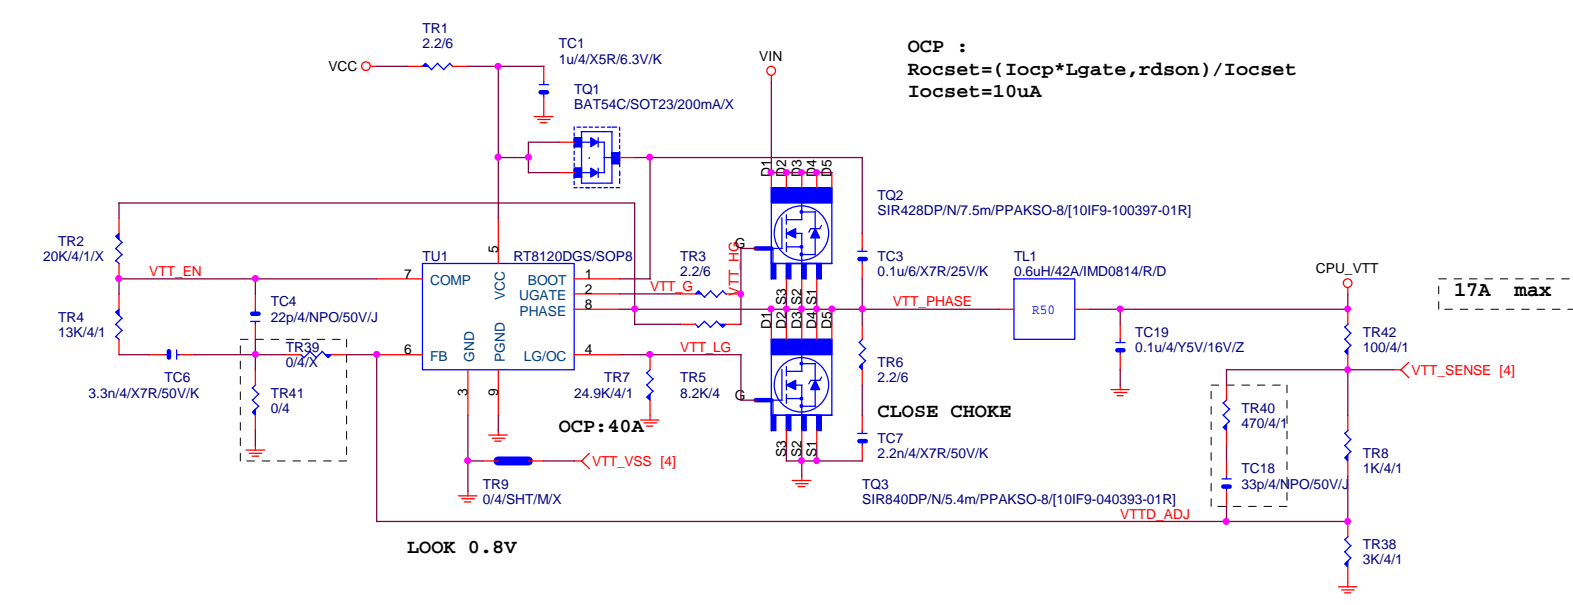 TR1
2.2/6
VCC
TC1
1u/4/X5R/6.3V/K
TQ1
BAT54C/SOT23/200mA/X
VIN
OCP :
Rocset=(Iocp*Lgate,rdson)/Iocset
Iocset=10uA
D1
D2
D3
D4
D5
TQ2
SIR428DP/N/7.5m/PPAKSO-8/[10IF9-100397-01R]
G
S3
S2
S1
TR2
20K/4/1/X
VTT_EN
TR4
13K/4/1
TC4
22p/4/NPO/50V/J
TC6
3.3n/4/X7R/50V/K
TR39
0/4/X
TR41
0/4
TU1
RT8120DGS/SOP8
5
VCC
7
COMP
BOOT
1
UGATE
2
PHASE
8
6
FB
GND
PGND
LG/OC
4
3
9
TR3
2.2/6
VTT_G
VTT_HG
TC3
0.1u/6/X7R/25V/K
VTT_PHASE
TL1
0.6uH/42A/IMD0814/R/D
R50
CPU_VTT
17A max
TC19
0.1u/4/Y5V/16V/Z
TR42
100/4/1
VTT_SENSE [4]
VTT_LG
TR7
24.9K/4/1
TR5
8.2K/4
OCP:40A
D1
D2
D3
D4
D5
G
S3
S2
S1
TR6
2.2/6
CLOSE CHOKE
TC7
2.2n/4/X7R/50V/K
TQ3
SIR840DP/N/5.4m/PPAKSO-8/[10IF9-040393-01R]
TR40
470/4/1
TC18
33p/4/NPO/50V/J
TR8
1K/4/1
VTT_VSS [4]
TR9
0/4/SHT/M/X
VTTD_ADJ
LOOK 0.8V
TR38
3K/4/1